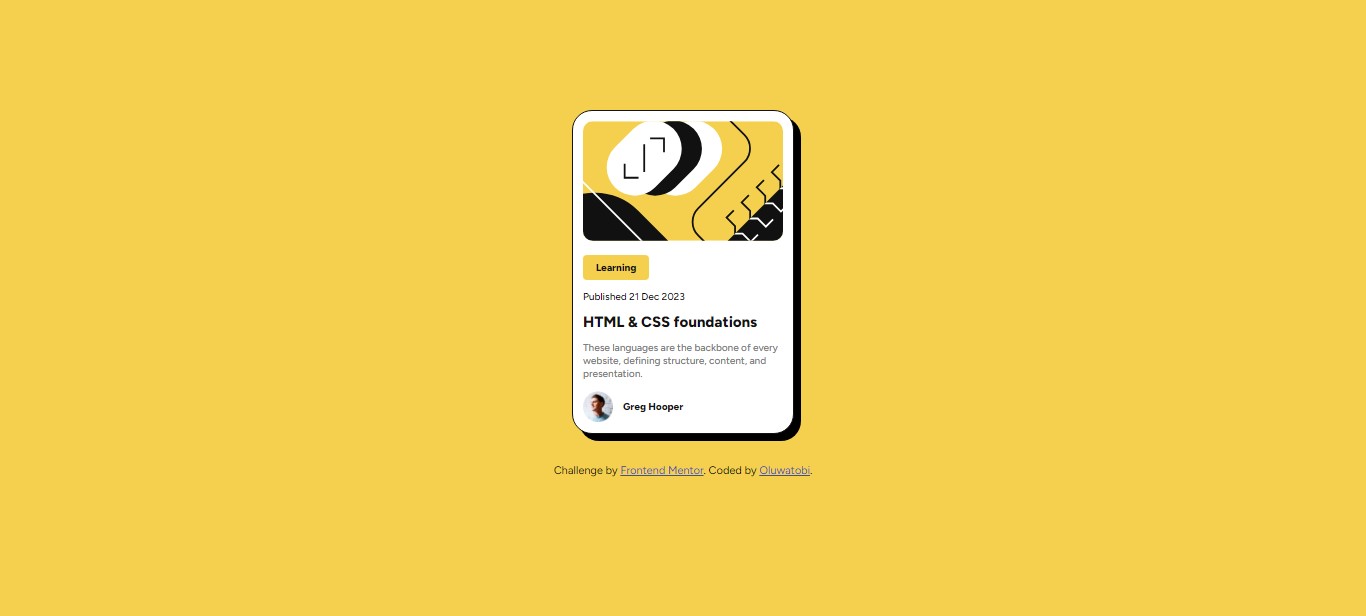 Learning
Published 21 Dec 2023
HTML & CSS foundations
These languages are the backbone of every
website, defining structure, content, and
presentation.
Greg Hooper
Challenge by Frontend Mentor. Coded by Oluwatobi.